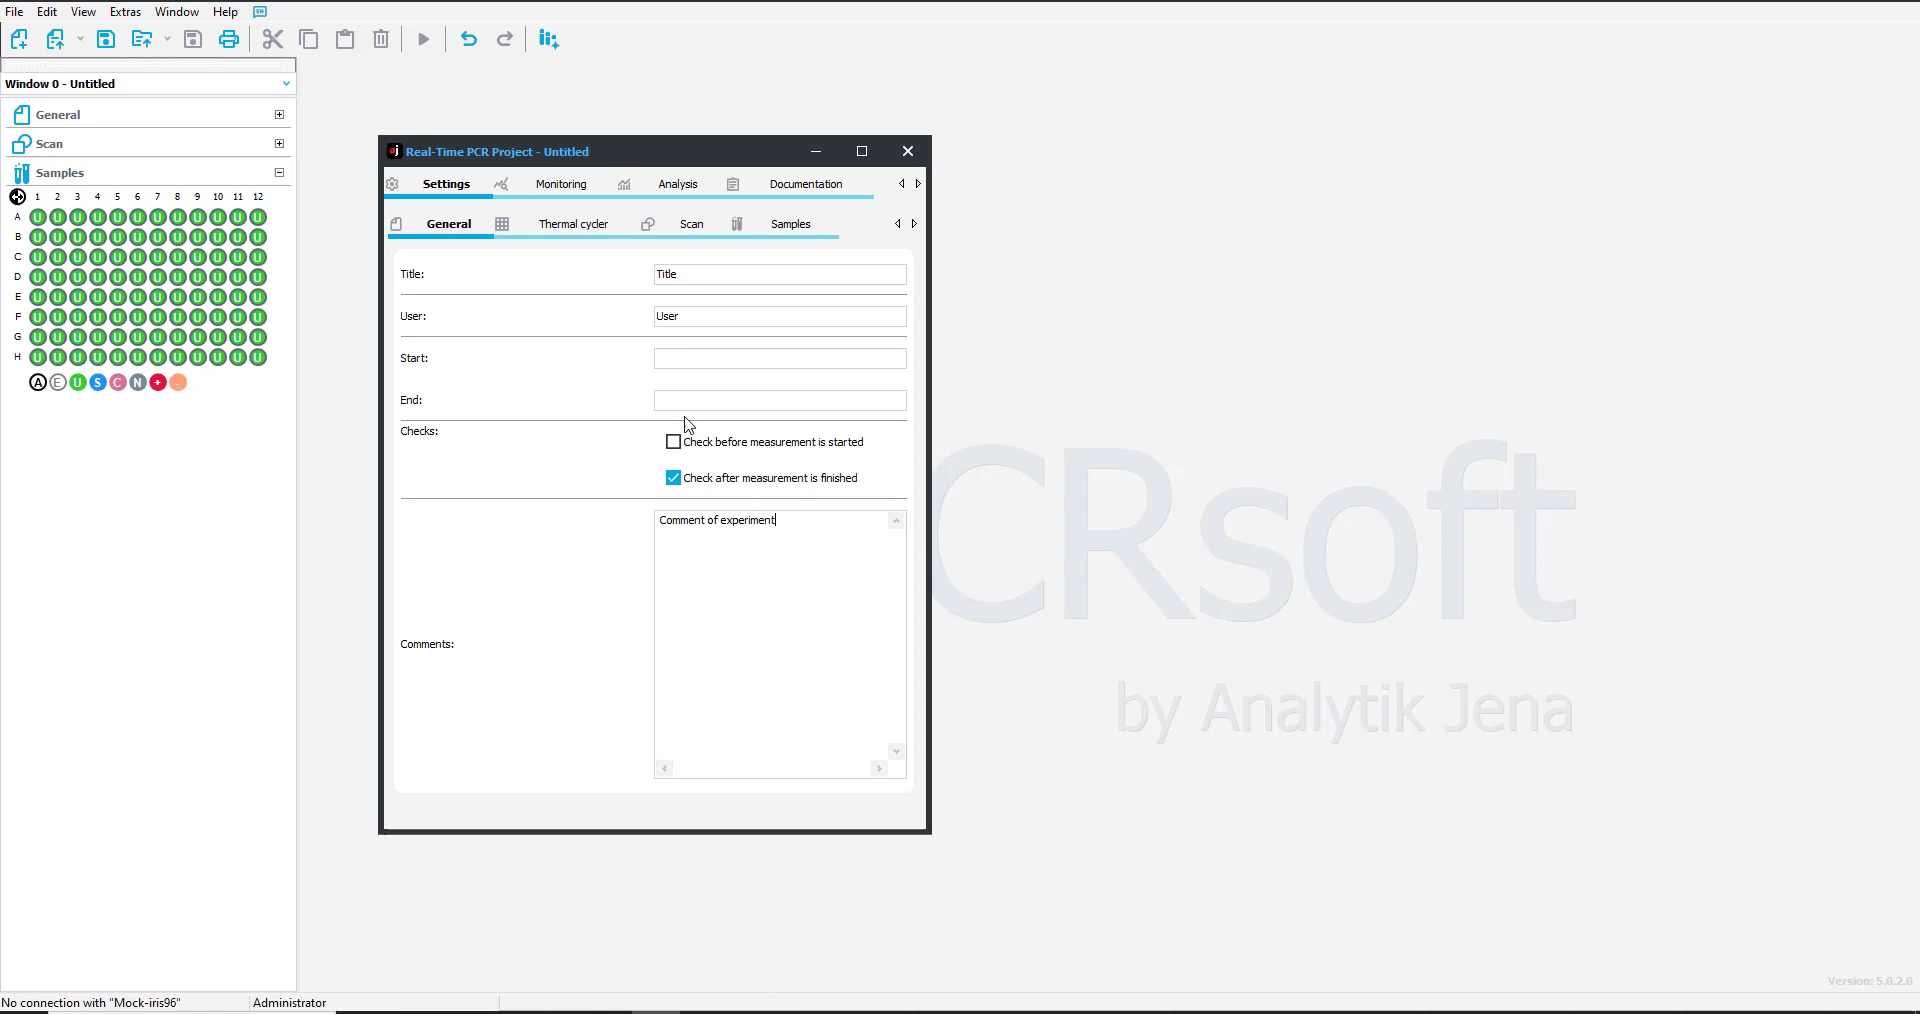 File Edit View Extras Window Help EN
Window 0 - Untitled
General
Scan
Samples
1 2 3 4 5 6 7 8 9 10 11 12
A U U U U U U U U U U U U
B U U U U U U U U U U U U
C U U U U U U U U U U U U
D U U U U U U U U U U U U
E U U U U U U U U U U U U
F U U U U U U U U U U U U
G U U U U U U U U U U U U
H U U U U U U U U U U U U
A E U S C N + -
aj Real-Time PCR Project - Untitled
Settings Monitoring Analysis Documentation
General Thermal cycler Scan Samples
Title: Title
User: User
Start:
End:
Checks:
Check before measurement is started
Check after measurement is finished
Comment of experiment
Comments:
CRsoft
by Analytik Jena
Version: 5.0.2.0
No connection with "Mock-iris96" Administrator